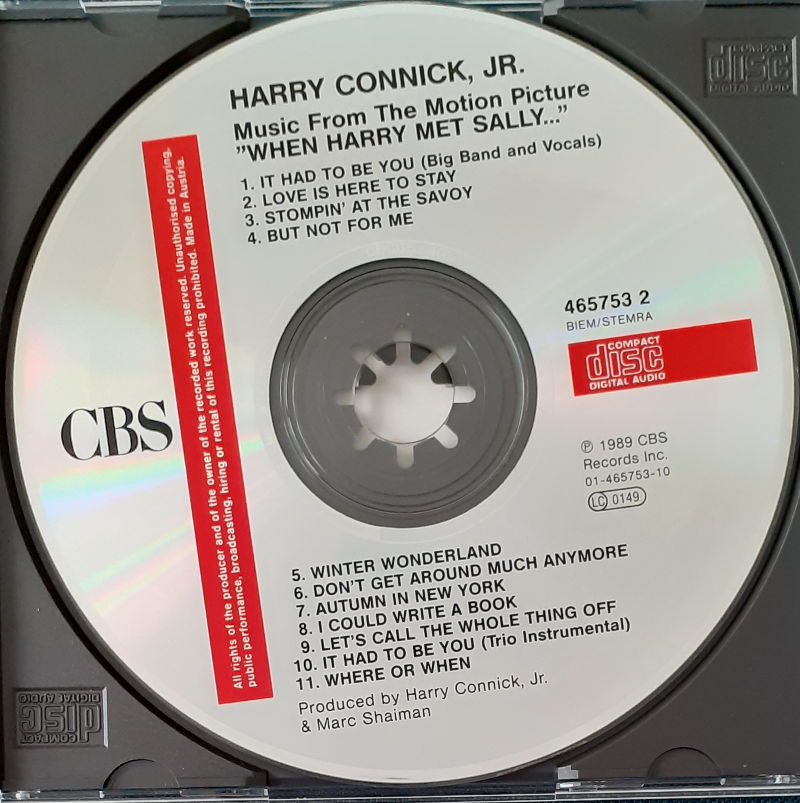 HARRY CONNICK, JR.
Music From The Motion Picture
"WHEN HARRY MET SALLY..."
1. IT HAD TO BE YOU (Big Band and Vocals)
2. LOVE IS HERE TO STAY
3. STOMPIN' AT THE SAVOY
4. BUT NOT FOR ME
All rights of the producer and of the owner of the recorded work reserved. Unauthorised copying,
public performance, broadcasting, hiring or rental of this recording prohibited. Made in Austria.
CBS
465753 2
BIEM/STEMRA
COMPACT
disc
DIGITAL AUDIO
℗ 1989 CBS
Records Inc.
01-465753-10
LC 0149
5. WINTER WONDERLAND
6. DON'T GET AROUND MUCH ANYMORE
7. AUTUMN IN NEW YORK
8. I COULD WRITE A BOOK
9. LET'S CALL THE WHOLE THING OFF
10. IT HAD TO BE YOU (Trio Instrumental)
11. WHERE OR WHEN
Produced by Harry Connick, Jr.
& Marc Shaiman
COMPACT
disc
DIGITAL AUDIO
COMPACT
disc
DIGITAL AUDIO